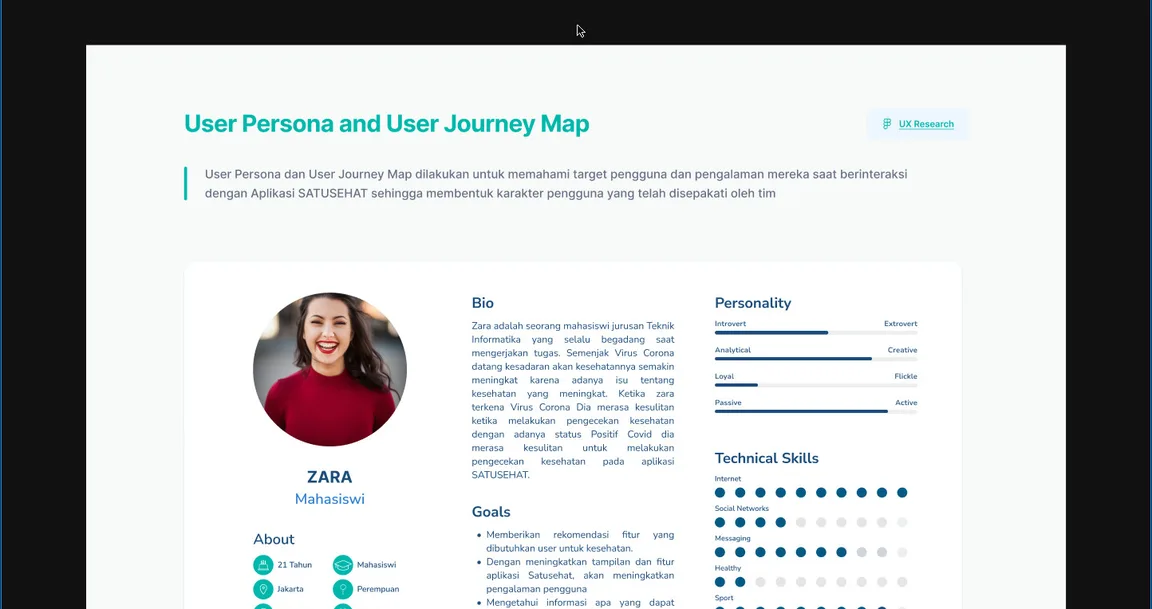 User Persona and User Journey Map
UX Research
User Persona dan User Journey Map dilakukan untuk memahami target pengguna dan pengalaman mereka saat berinteraksi
dengan Aplikasi SATUSEHAT sehingga membentuk karakter pengguna yang telah disepakati oleh tim
ZARA
Mahasiswi
About
21 Tahun
Mahasiswi
Jakarta
Perempuan
Bio
Zara adalah seorang mahasiswi jurusan Teknik
Informatika yang selalu begadang saat
mengerjakan tugas. Semenjak Virus Corona
datang kesadaran akan kesehatannya semakin
meningkat karena adanya isu tentang
kesehatan yang meningkat. Ketika zara
terkena Virus Corona Dia merasa kesulitan
ketika melakukan pengecekan kesehatan
dengan adanya status Positif Covid dia
merasa kesulitan untuk melakukan
pengecekan kesehatan pada aplikasi
SATUSEHAT.
Goals
• Memberikan rekomendasi fitur yang
dibutuhkan user untuk kesehatan.
• Dengan meningkatkan tampilan dan fitur
aplikasi Satusehat, akan meningkatkan
pengalaman pengguna
• Mengetahui informasi apa yang dapat
Personality
Introvert Extrovert
Analytical Creative
Loyal Flickle
Passive Active
Technical Skills
Internet
Social Networks
Messaging
Healthy
Sport